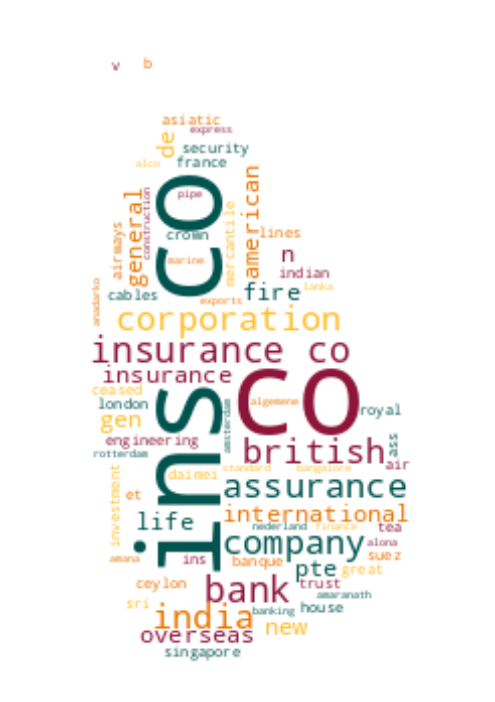 v b
asiatic
express
de
security
alco
france
ins co
pipe
general
construction
american
mercantile
crown
lines
airways
n
marine
indian
anadarko
cables
fire
lanka
exports
corporation
insurance co
insurance
co
ceased
london
algemene
royal
gen
amsterdam
engineering
british
ass
rotterdam
air
investment
daimei
standard
bangalore
et
assurance
life
international
nederland
finance
tea
company
alona
amana
ins
banque
suez
pte
great
ceylon
bank
trust
amaranath
sri
india
banking
house
overseas
new
singapore